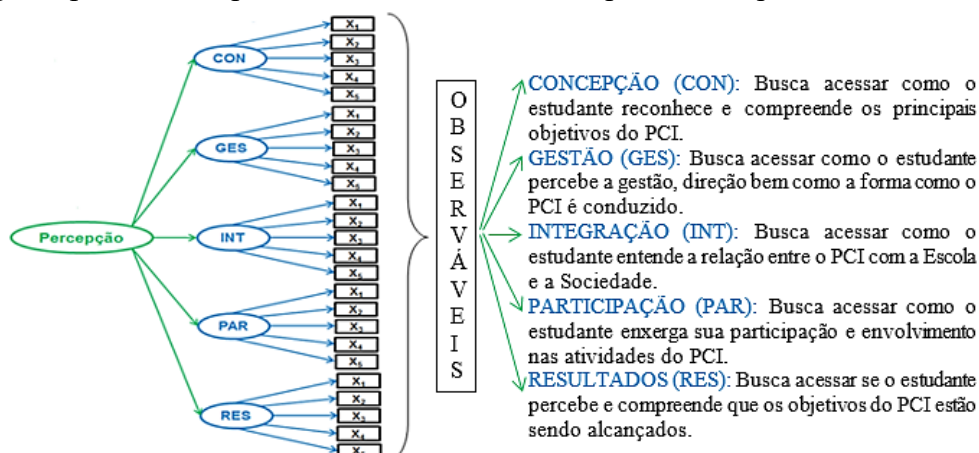 CON
X1
X2
X3
X4
X5
GES
X1
X2
X3
X4
X5
Percepção
INT
X1
X2
X3
X4
X5
PAR
X1
X2
X3
X4
X5
RES
X1
X2
X3
X4
O
B
S
E
R
V
Á
V
E
I
S
CONCEPÇÃO (CON): Busca acessar como o
estudante reconhece e compreende os principais
objetivos do PCI.
GESTÃO (GES): Busca acessar como o estudante
percebe a gestão, direção bem como a forma como o
PCI é conduzido.
INTEGRAÇÃO (INT): Busca acessar como o
estudante entende a relação entre o PCI com a Escola
e a Sociedade.
PARTICIPAÇÃO (PAR): Busca acessar como o
estudante enxerga sua participação e envolvimento
nas atividades do PCI.
RESULTADOS (RES): Busca acessar se o estudante
percebe e compreende que os objetivos do PCI estão
sendo alcançados.